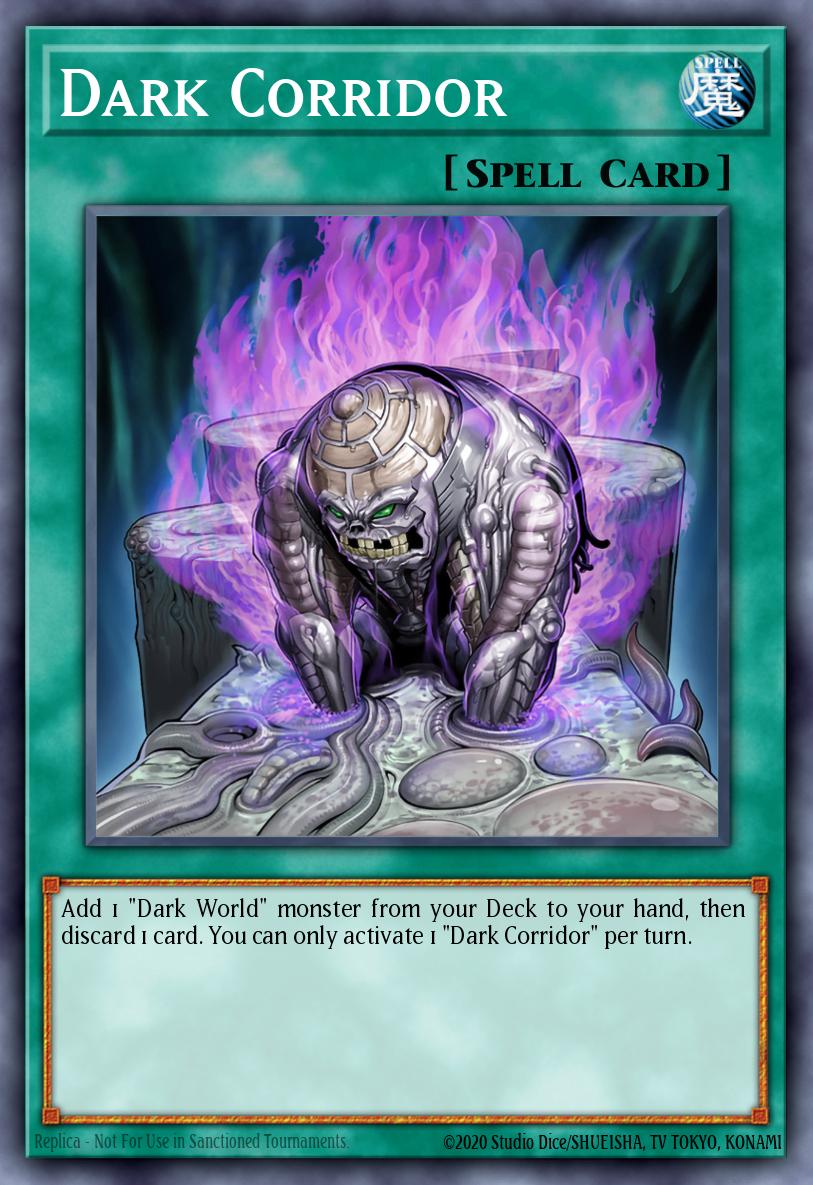 DARK CORRIDOR
SPELL
魔
[ SPELL CARD ]
Add 1 "Dark World" monster from your Deck to your hand, then
discard 1 card. You can only activate 1 "Dark Corridor" per turn.
Replica - Not For Use in Sanctioned Tournaments.
©2020 Studio Dice/SHUEISHA, TV TOKYO, KONAMI